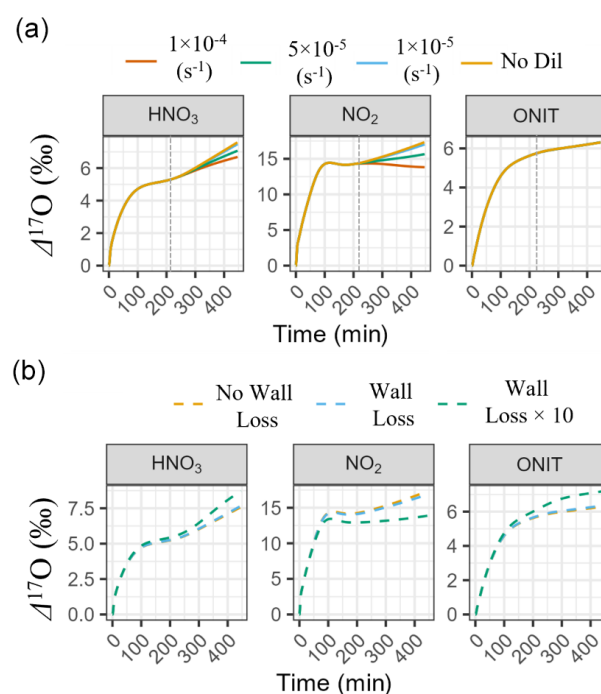 (a)
1×10⁻⁴ (s⁻¹) 5×10⁻⁵ (s⁻¹) 1×10⁻⁵ (s⁻¹) No Dil
HNO₃ NO₂ ONIT
Δ¹⁷O (‰)
6
4
2
0
15
10
5
0
6
4
2
0
0 100 200 300 400
0 100 200 300 400
0 100 200 300 400
Time (min)
(b)
No Wall Loss Wall Loss Wall Loss × 10
HNO₃ NO₂ ONIT
Δ¹⁷O (‰)
7.5
5.0
2.5
0.0
15
10
5
0
6
4
2
0
0 100 200 300 400
0 100 200 300 400
0 100 200 300 400
Time (min)